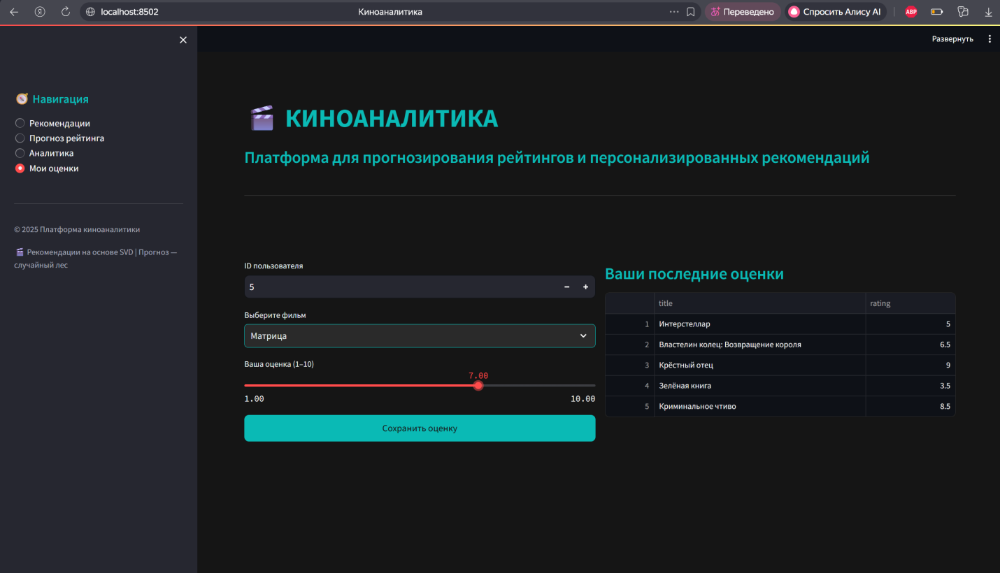 localhost:8502
Киноаналитика
Переведено
Спросить Алису AI
ABP
Развернуть
Навигация
Рекомендации
Прогноз рейтинга
Аналитика
Мои оценки
© 2025 Платформа киноаналитики
Рекомендации на основе SVD | Прогноз —
случайный лес
КИНОАНАЛИТИКА
Платформа для прогнозирования рейтингов и персонализированных рекомендаций
ID пользователя
5
Выберите фильм
Матрица
Ваша оценка (1–10)
7.00
1.00 10.00
Сохранить оценку
Ваши последние оценки
title rating
1 Интерстеллар 5
2 Властелин колец: Возвращение короля 6.5
3 Крёстный отец 9
4 Зелёная книга 3.5
5 Криминальное чтиво 8.5